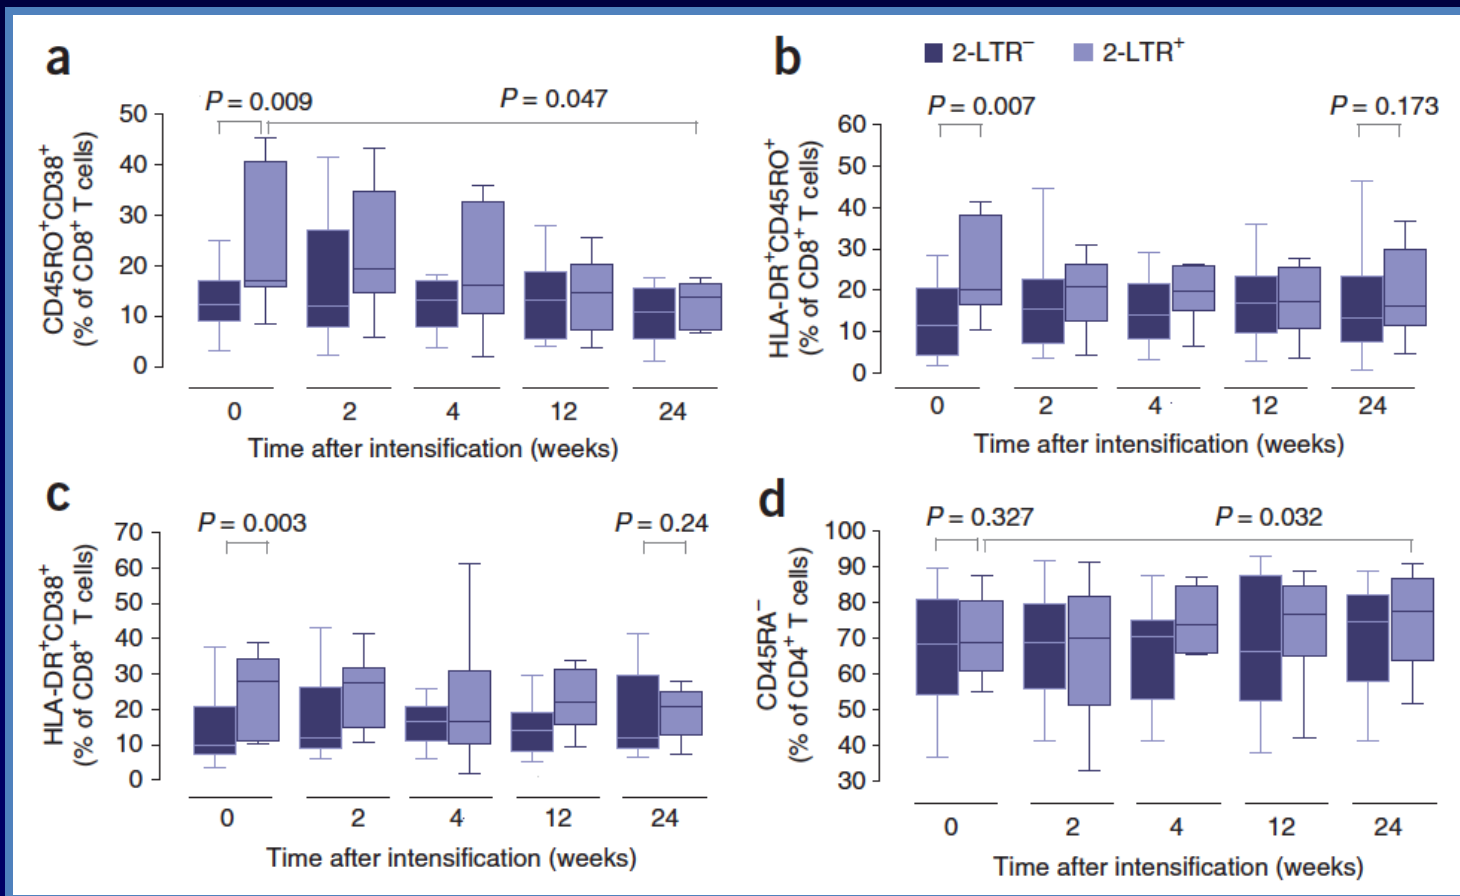 a
P = 0.009
P = 0.047
CD45RO⁺CD38⁺
(% of CD8⁺ T cells)
50
40
30
20
10
0
0 2 4 12 24
Time after intensification (weeks)
b
2-LTR⁻ 2-LTR⁺
P = 0.007
P = 0.173
HLA-DR⁺CD45RO⁺
(% of CD8⁺ T cells)
60
50
40
30
20
10
0
0 2 4 12 24
Time after intensification (weeks)
c
P = 0.003
P = 0.24
HLA-DR⁺CD38⁺
(% of CD8⁺ T cells)
70
60
50
40
30
20
10
0
0 2 4 12 24
Time after intensification (weeks)
d
P = 0.327
P = 0.032
CD45RA⁻
(% of CD4⁺ T cells)
100
90
80
70
60
50
40
30
0 2 4 12 24
Time after intensification (weeks)